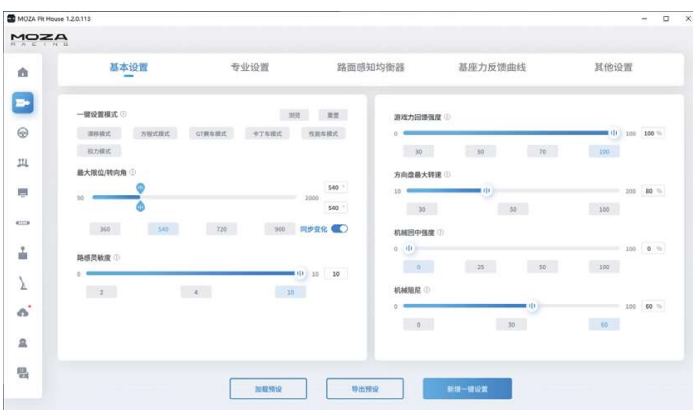 MOZA Pit House 1.2.0.113
MOZA
RACING
基本设置
专业设置
路面感知均衡器
基座力反馈曲线
其他设置
一键设置模式
浏览 重置
漂移模式 方程式模式 GT赛车模式 卡丁车模式 性能车模式
拉力模式
最大限位/转向角
540 °
90 2000
540 °
360 540 720 900 同步变化
路感灵敏度
0 10 10
2 4 10
游戏力回馈强度
0 100 100 %
30 50 70 100
方向盘最大转速
10 200 80 %
30 50 100
机械回中强度
0 100 0 %
0 25 50 100
机械阻尼
0 100 60 %
0 30 60
加载预设
导出预设
新增一键设置